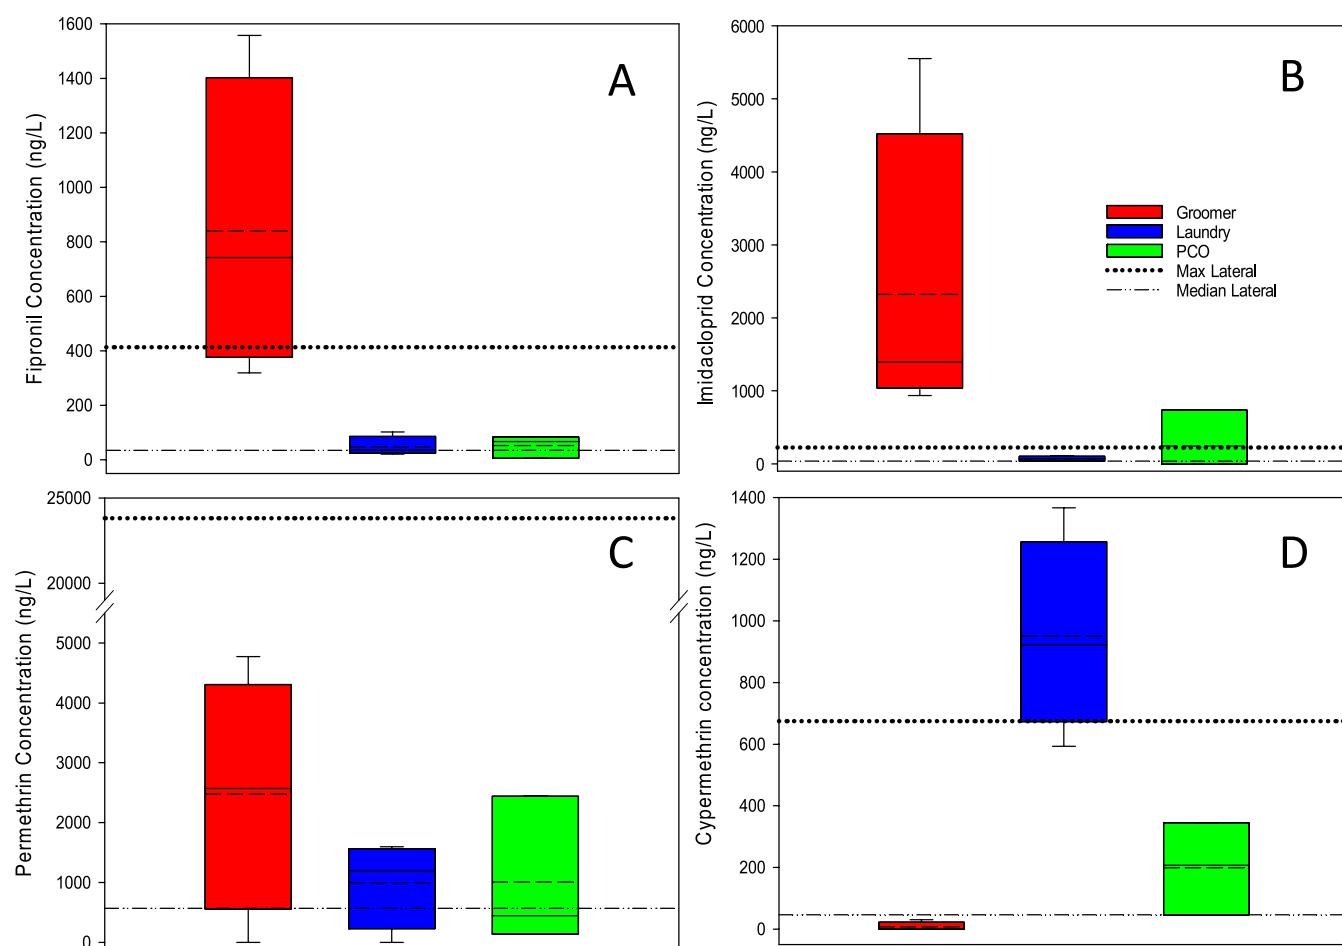 Fipronil Concentration (ng/L)
1600
1400
1200
1000
800
600
400
200
0
A
Imidacloprid Concentration (ng/L)
6000
5000
4000
3000
2000
1000
0
B
Groomer
Laundry
PCO
Max Lateral
Median Lateral
Permethrin Concentration (ng/L)
25000
20000
5000
4000
3000
2000
1000
0
C
Cypermethrin concentration (ng/L)
1400
1200
1000
800
600
400
200
0
D